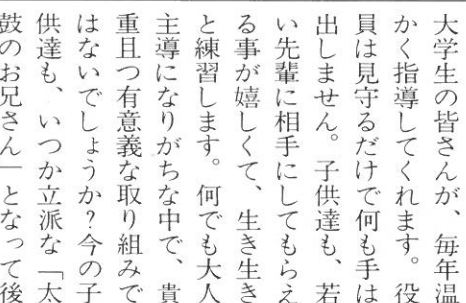 大学生の皆さんが、毎年温
かく指導してくれます。役
員は見守るだけで何も手は
出しません。子供達も、若
い先輩に相手にしてもらえ
る事が嬉しくて、生き生き
と練習します。何でも大人
主導になりがちな中で、貴
重且つ有意義な取り組みで
はないでしょうか?今の子
供達も、いつか立派な「太
鼓のお兄さん」となって後